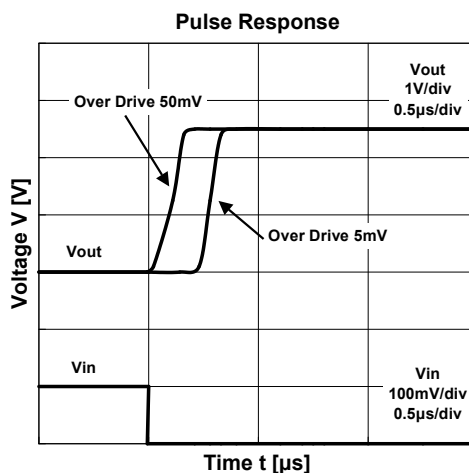 Pulse Response
Vout
1V/div
0.5µs/div
Over Drive 50mV
Voltage V [V]
Over Drive 5mV
Vout
Vin
Vin
100mV/div
0.5µs/div
Time t [µs]